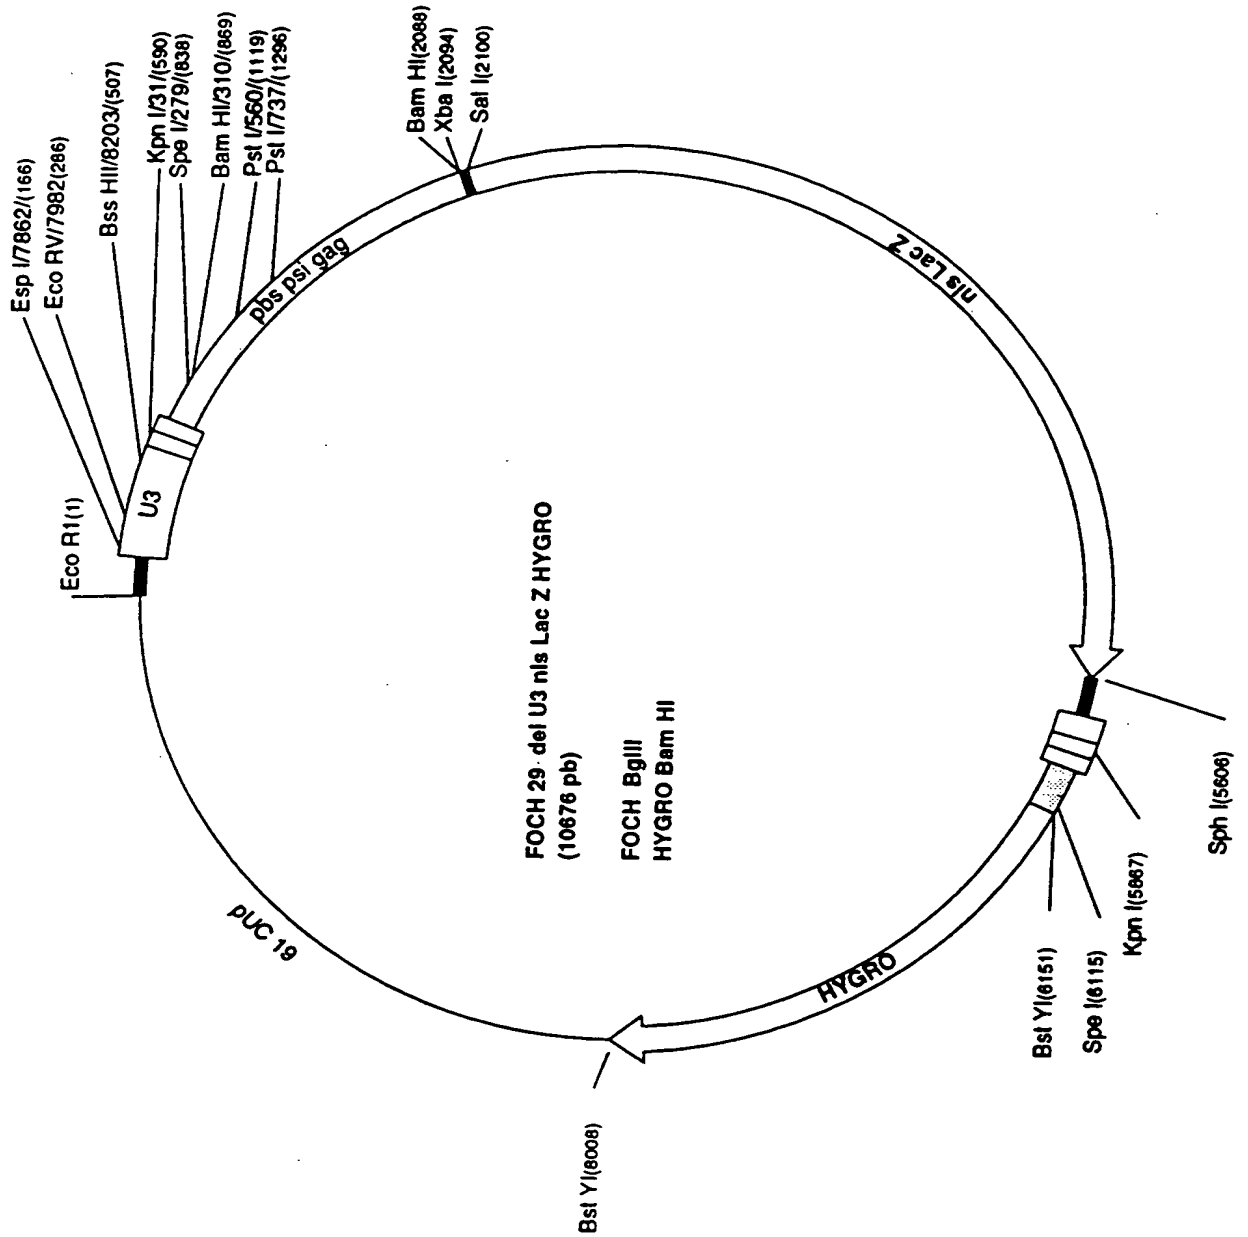 Esp I/7862/(166)
Eco RV/7982(286)
Bss HII/8203/(507)
Kpn I/31/(590)
Spe I/279/(838)
Bam HI/310/(869)
Pst I/560/(1119)
Pst I/737/(1296)
Bam HI(2088)
Xba I(2094)
Sal I(2100)
Eco R1(1)
U3
pbs psi gag
nls Lac Z
FOCH 29 del U3 nls Lac Z HYGRO
(10676 pb)
FOCH BglII
HYGRO Bam HI
pUC 19
HYGRO
Bst YI(8008)
Bst YI(6151)
Spe I(6115)
Kpn I(5867)
Sph I(5606)